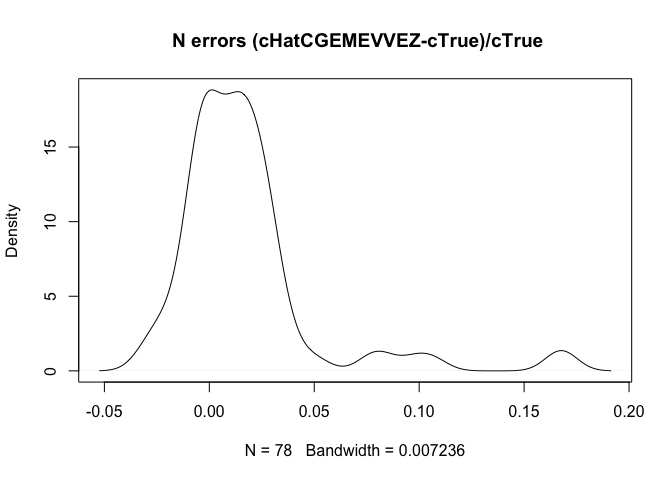 N errors (cHatCGEMEVVEZ-cTrue)/cTrue
Density
15
10
5
0
-0.05 0.00 0.05 0.10 0.15 0.20
N = 78 Bandwidth = 0.007236